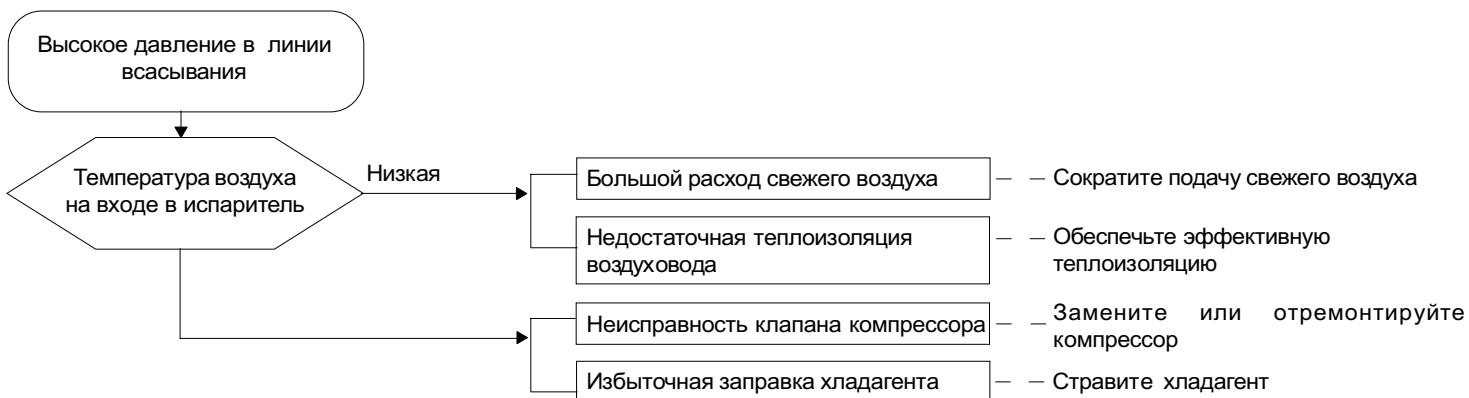 Высокое давление в линии
всасывания
Температура воздуха
на входе в испаритель
Низкая
Большой расход свежего воздуха
Сократите подачу свежего воздуха
Недостаточная теплоизоляция
воздуховода
Обеспечьте эффективную
теплоизоляцию
Неисправность клапана компрессора
Замените или отремонтируйте
компрессор
Избыточная заправка хладагента
Стравите хладагент